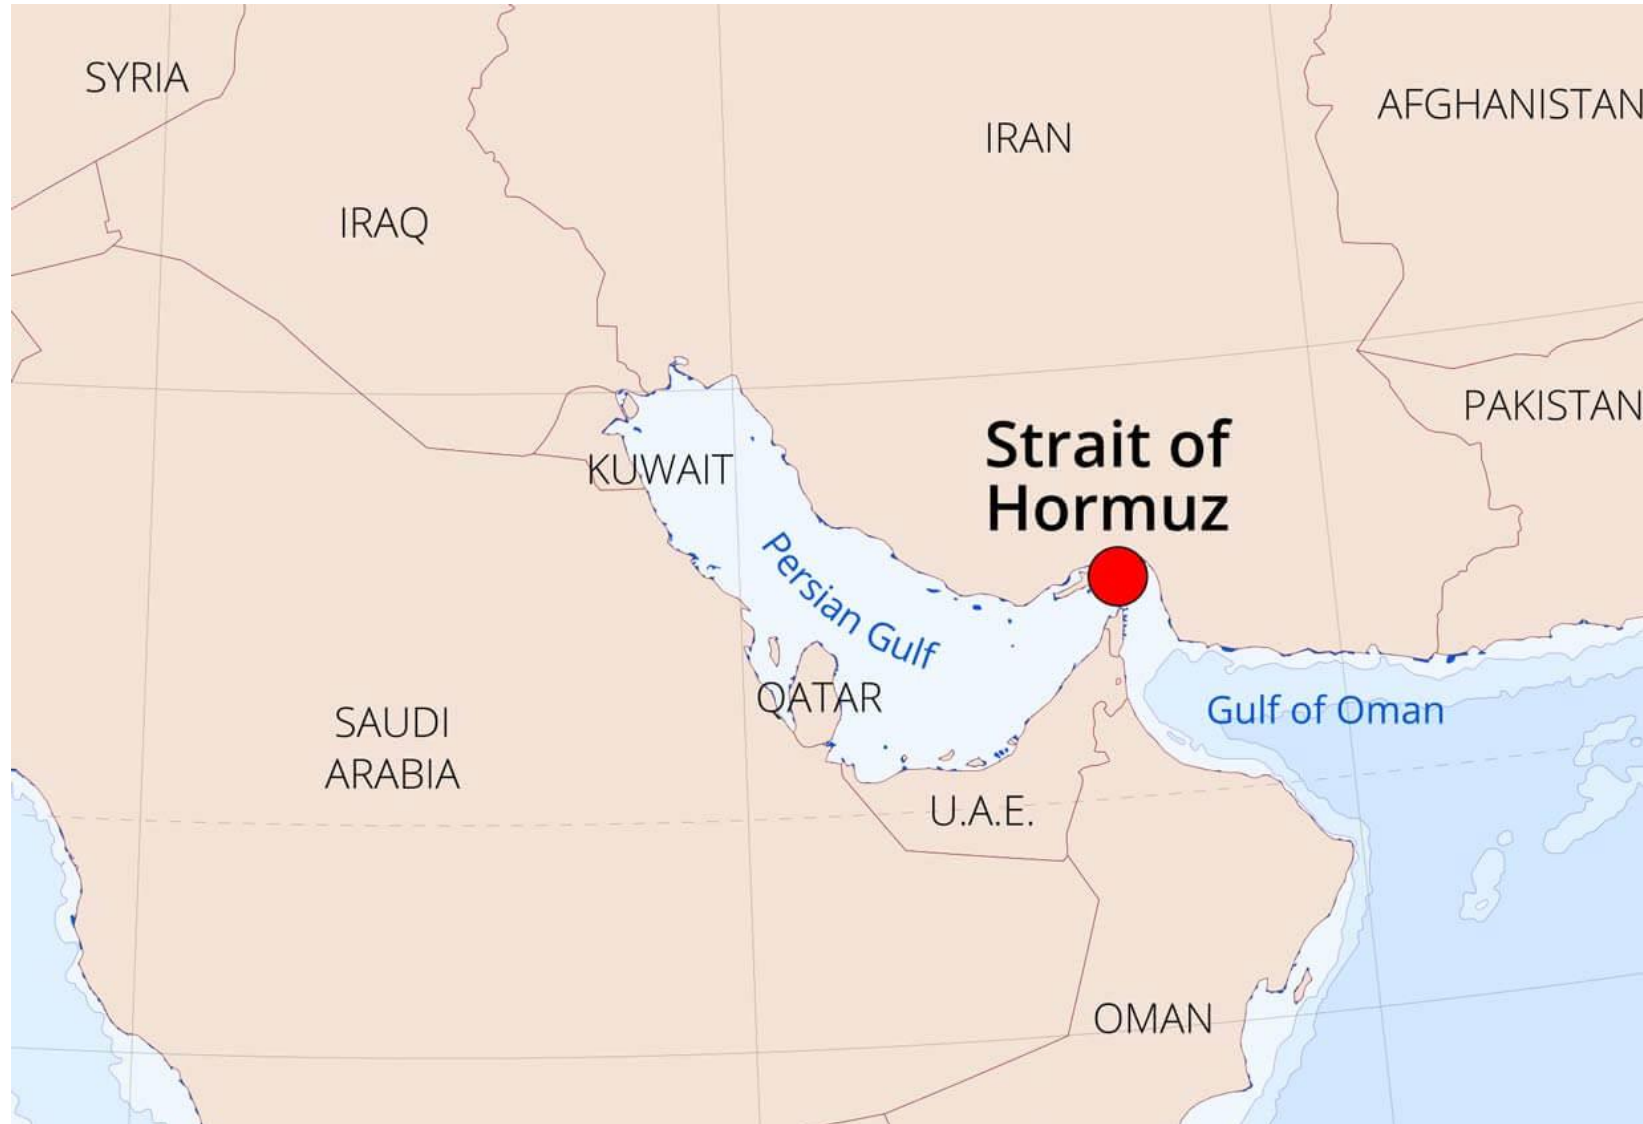 SYRIA
AFGHANISTAN
IRAN
IRAQ
PAKISTAN
Strait of
Hormuz
KUWAIT
Persian Gulf
QATAR
Gulf of Oman
SAUDI
ARABIA
U.A.E.
OMAN